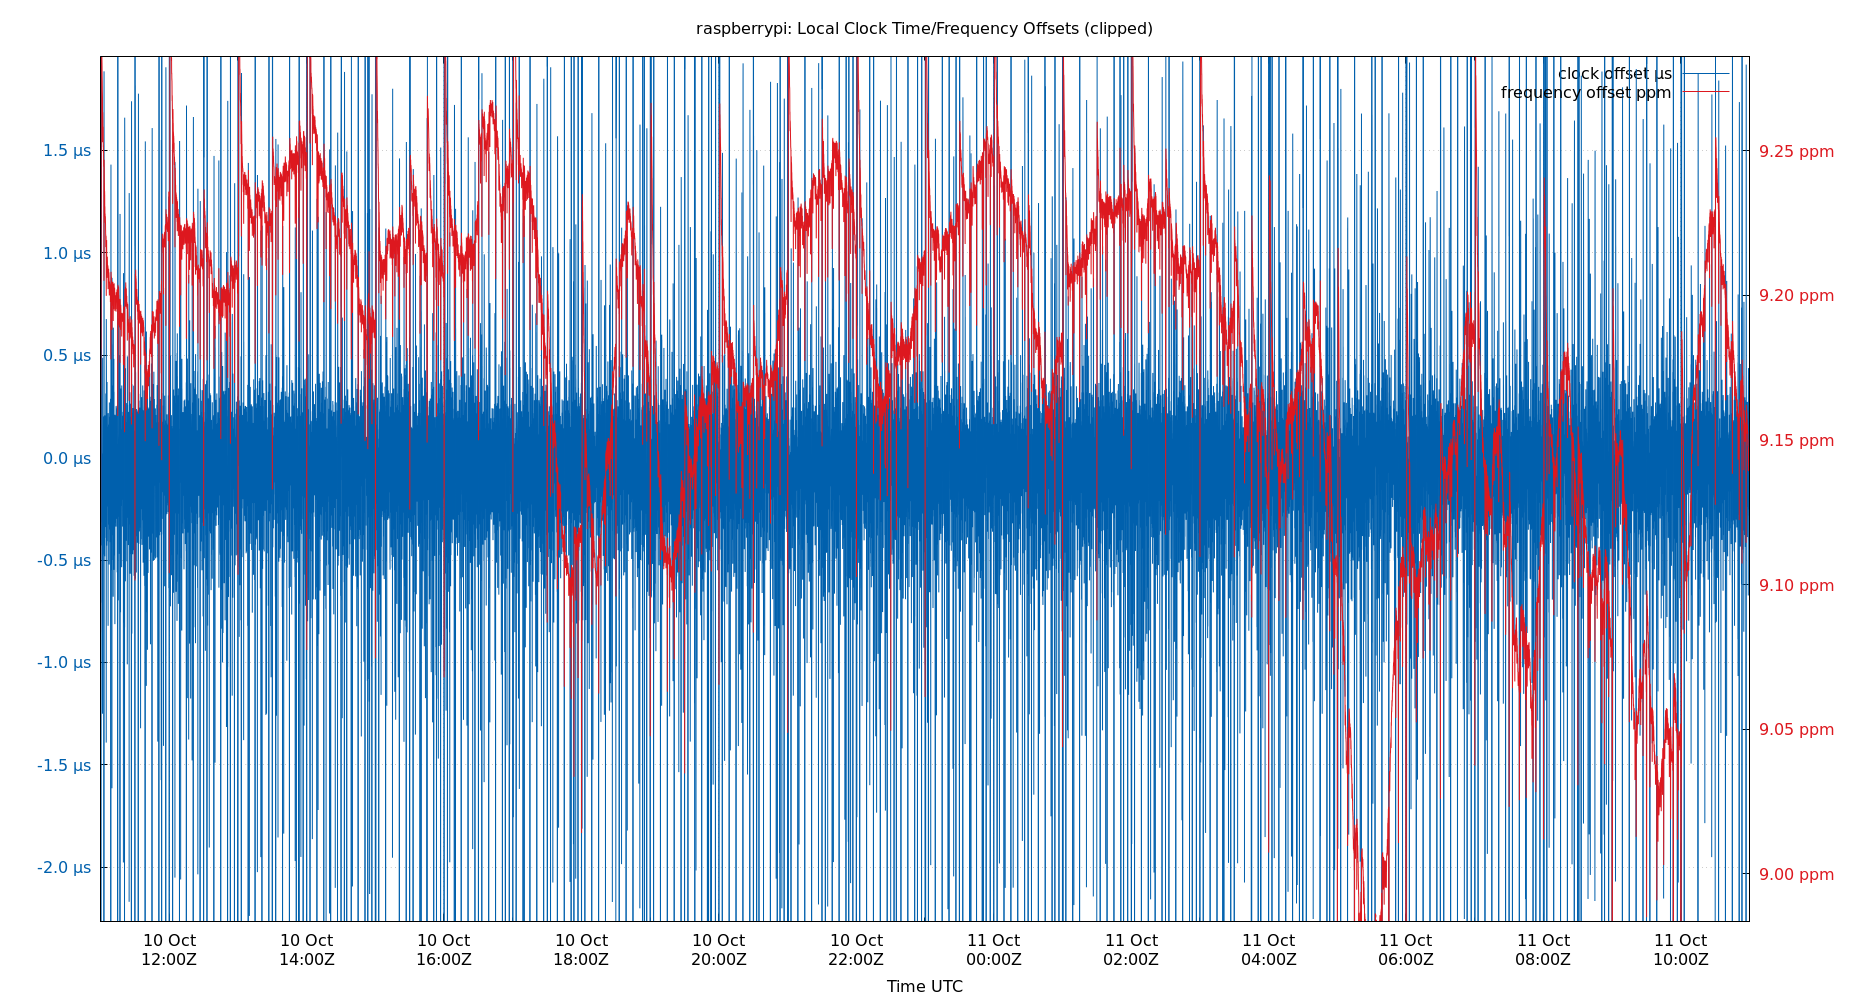 raspberrypi: Local Clock Time/Frequency Offsets (clipped)
clock offset µs
frequency offset ppm
1.5 µs
1.0 µs
0.5 µs
0.0 µs
-0.5 µs
-1.0 µs
-1.5 µs
-2.0 µs
9.25 ppm
9.20 ppm
9.15 ppm
9.10 ppm
9.05 ppm
9.00 ppm
10 Oct 10 Oct 10 Oct 10 Oct 10 Oct 10 Oct 11 Oct 11 Oct 11 Oct 11 Oct 11 Oct 11 Oct
12:00Z 14:00Z 16:00Z 18:00Z 20:00Z 22:00Z 00:00Z 02:00Z 04:00Z 06:00Z 08:00Z 10:00Z
Time UTC